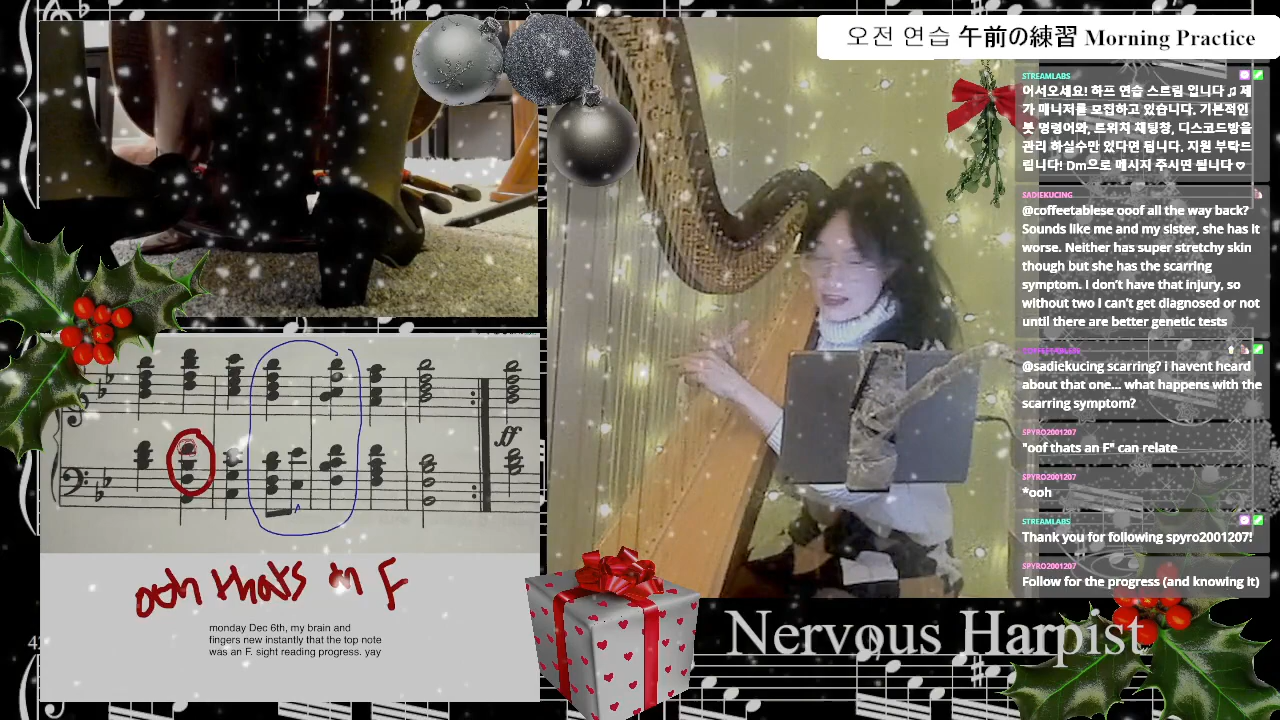 오전 연습 午前の練習 Morning Practice
STREAMLABS
어서오세요! 하프 연습 스트림 입니다 ♫ 제
가 매니저를 모집하고 있습니다. 기본적인
봇 명령어와, 트위치 채팅창, 디스코드방을
관리 하실수만 있다면 됩니다. 지원 부탁드
립니다! Dm으로 메시지 주시면 됩니다 ♡
SADIEKUCING
@coffeetablese ooof all the way back?
Sounds like me and my sister, she has it
worse. Neither has super stretchy skin
though but she has the scarring
symptom. I don't have that injury, so
without two I can't get diagnosed or not
until there are better genetic tests
@sadiekucing scarring? i havent heard
about that one... what happens with the
scarring symptom?
SPYRO2001207
"oof thats an F" can relate
SPYRO2001207
*ooh
STREAMLABS
Thank you for following spyro2001207!
SPYRO2001207
Follow for the progress (and knowing it)
ff
ooh thats an F
monday Dec 6th, my brain and
fingers new instantly that the top note
was an F. sight reading progress. yay
Nervous Harpist